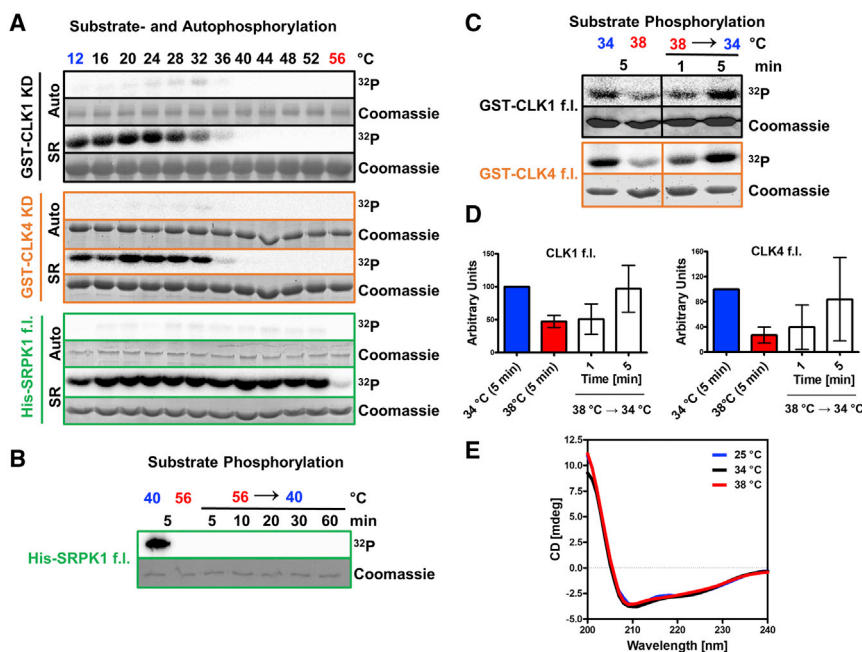 A
Substrate- and Autophosphorylation
12 16 20 24 28 32 36 40 44 48 52 56 °C
GST-CLK1 KD
Auto
32P
Coomassie
SR
32P
Coomassie
GST-CLK4 KD
Auto
32P
Coomassie
SR
32P
Coomassie
His-SRPK1 f.l.
Auto
32P
Coomassie
SR
32P
Coomassie
B
Substrate Phosphorylation
40 56 56 → 40 °C
5 5 10 20 30 60 min
His-SRPK1 f.l.
32P
Coomassie
C
Substrate Phosphorylation
34 38 38 → 34 °C
5 1 5 min
GST-CLK1 f.l.
32P
Coomassie
GST-CLK4 f.l.
32P
Coomassie
D
CLK1 f.l.
Arbitrary Units
150
100
50
0
34 °C (5 min)
38°C (5 min)
1 5
Time [min]
38 °C → 34 °C
CLK4 f.l.
Arbitrary Units
160
120
80
40
0
34 °C (5 min)
38°C (5 min)
1 5
Time [min]
38 °C → 34 °C
E
CD [mdeg]
12.5
10.0
7.5
5.0
2.5
0.0
-2.5
-5.0
25 °C
34 °C
38 °C
200 210 220 230 240
Wavelength [nm]